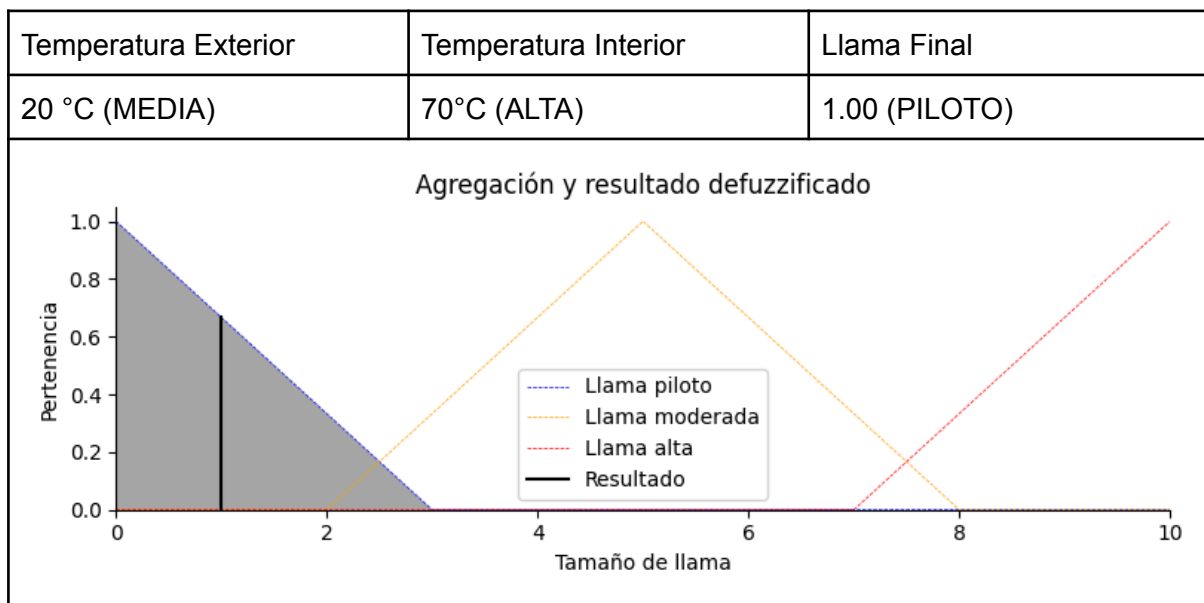 Temperatura Exterior
Temperatura Interior
Llama Final
20 °C (MEDIA)
70°C (ALTA)
1.00 (PILOTO)
Agregación y resultado defuzzificado
Pertenencia
1.0
0.8
0.6
0.4
0.2
0.0
Llama piloto
Llama moderada
Llama alta
Resultado
0
2
4
6
8
10
Tamaño de llama